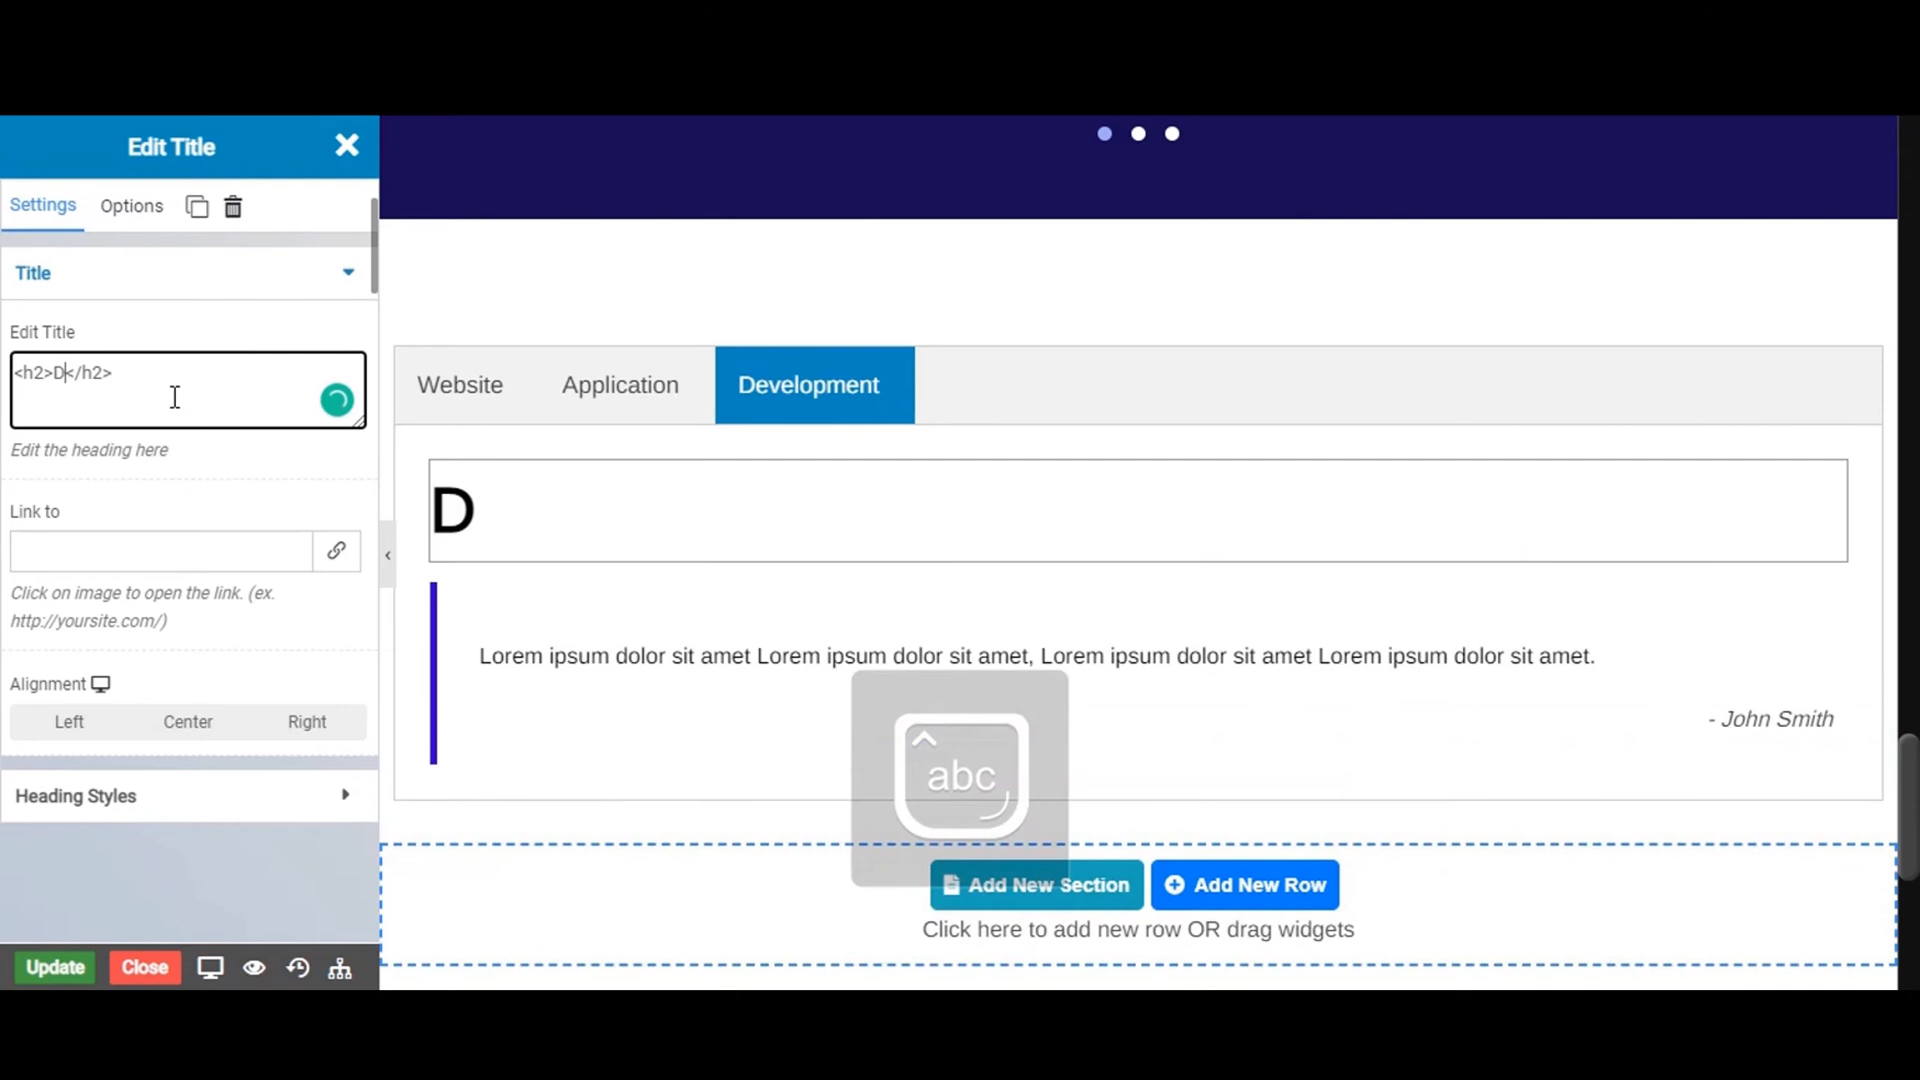 Edit Title
Settings
Options
Title
Edit Title
<h2>D</h2>
Edit the heading here
Link to
Click on image to open the link. (ex.
http://yoursite.com/)
Alignment
Left Center Right
Heading Styles
Update
Close
Website
Application
Development
D
Lorem ipsum dolor sit amet Lorem ipsum dolor sit amet, Lorem ipsum dolor sit amet Lorem ipsum dolor sit amet.
- John Smith
abc
Add New Section
Add New Row
Click here to add new row OR drag widgets